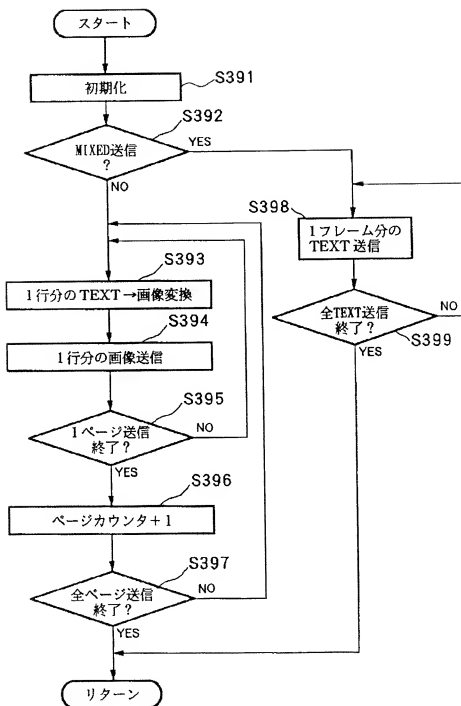 スタート
S391
初期化
S392
MIXED送信
?
YES
NO
S398
1フレーム分の
TEXT送信
S393
1行分のTEXT→画像変換
全TEXT送信
終了?
NO
S399
YES
S394
1行分の画像送信
S395
1ページ送信
終了?
NO
YES
S396
ページカウンタ+1
S397
全ページ送信
終了?
NO
YES
リターン